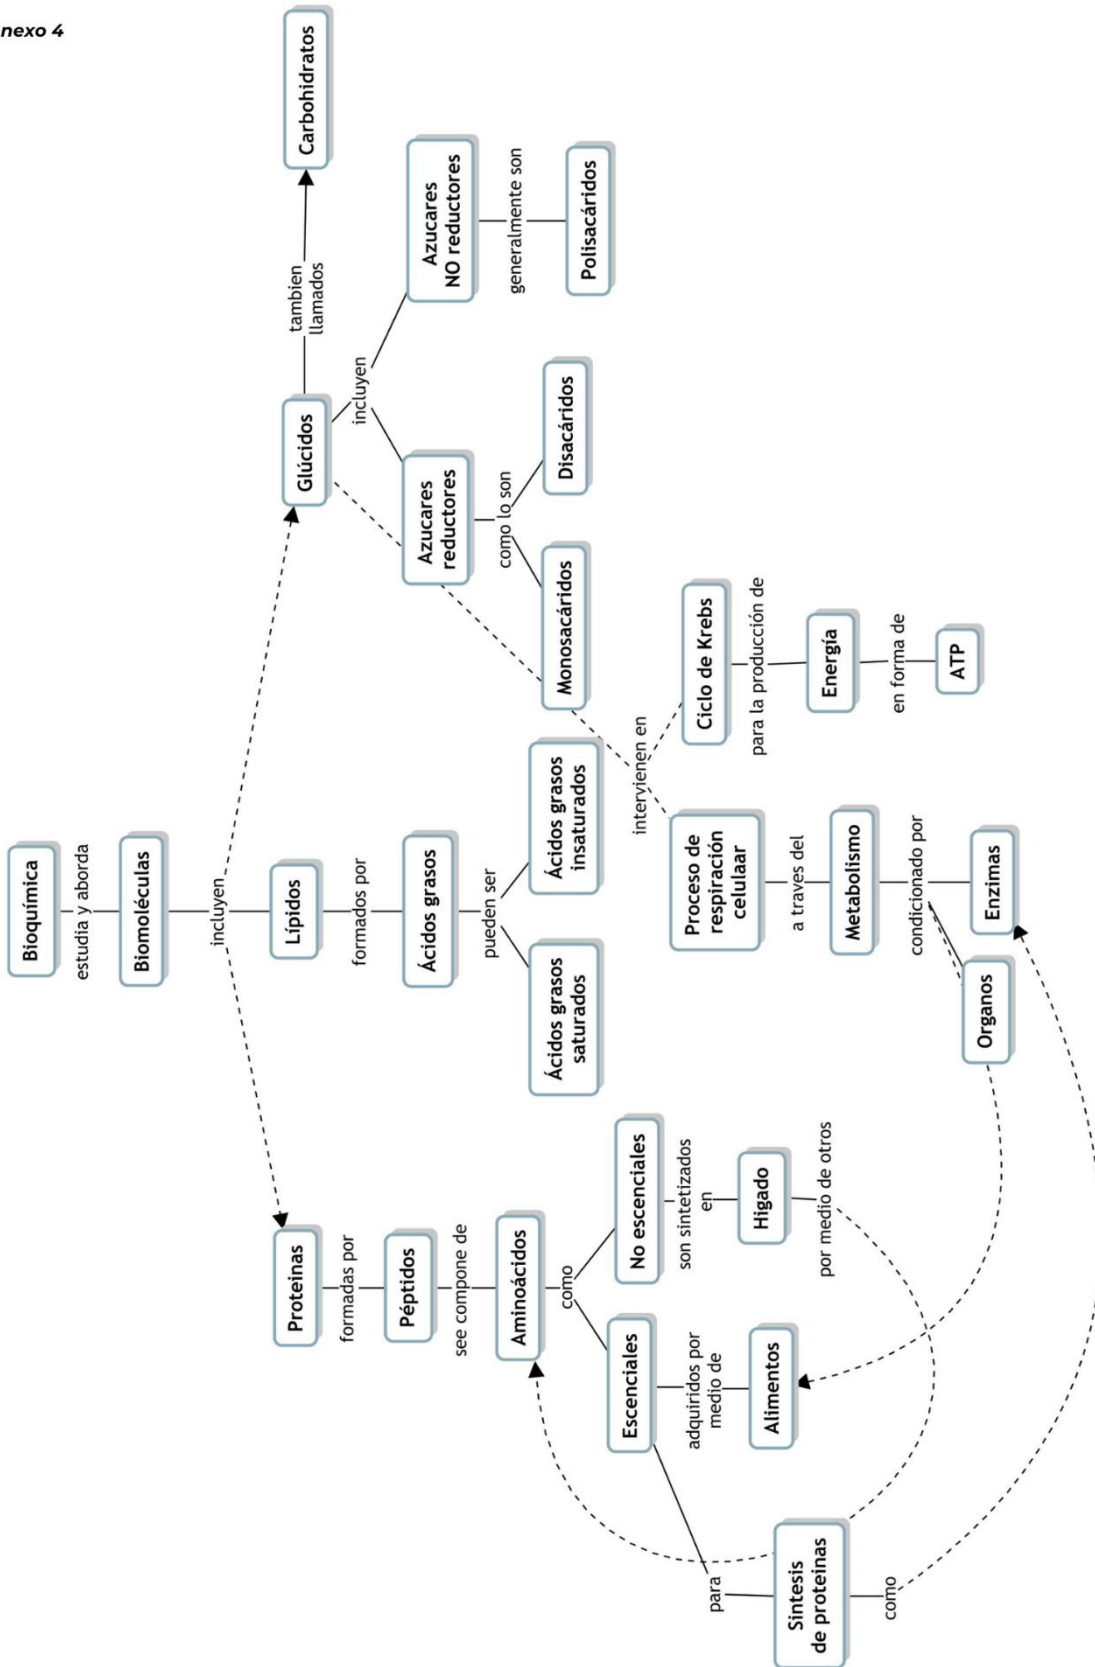 nexo 4
Bioquímica
estudia y aborda
Biomoléculas
incluyen
Proteinas
formadas por
Péptidos
see compone de
Aminoácidos
como
Escenciales
adquiridos por
medio de
Alimentos
para
Sintesis
de proteinas
como
No escenciales
son sintetizados
en
Higado
por medio de otros
Lípidos
formados por
Ácidos grasos
pueden ser
Ácidos grasos
saturados
Ácidos grasos
insaturados
Glúcidos
tambien
llamados
Carbohidratos
incluyen
Azucares
reductores
como lo son
Monosacáridos
Disacáridos
Azucares
NO reductores
generalmente son
Polisacáridos
intervienen en
Proceso de
respiración
celular
a traves del
Metabolismo
condicionado por
Organos
Enzimas
Ciclo de Krebs
para la producción de
Energía
en forma de
ATP